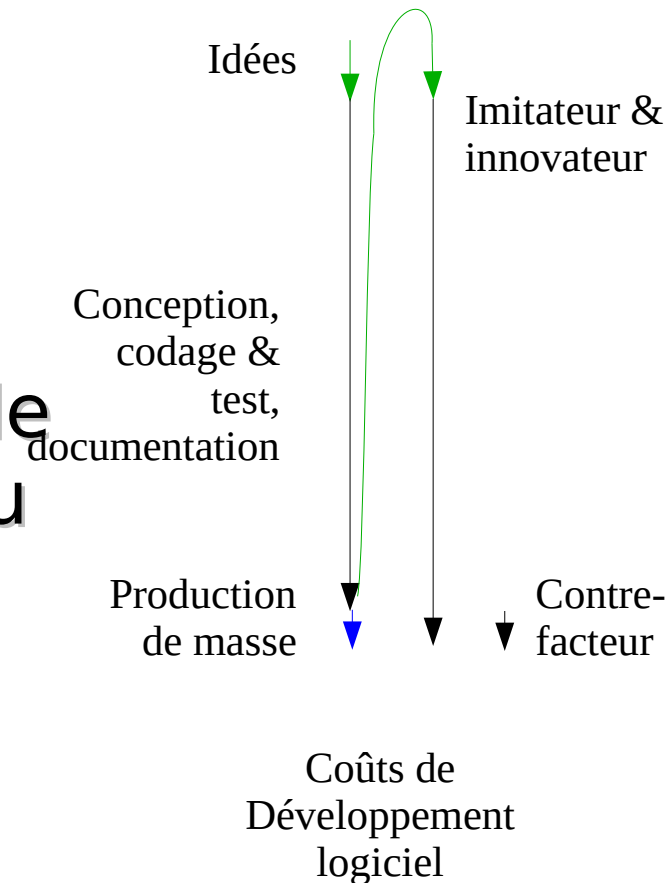 Idées
Imitateur &
innovateur
Conception,
codage &
test,
documentation
Production
de masse
Contre-
facteur
Coûts de
Développement
logiciel